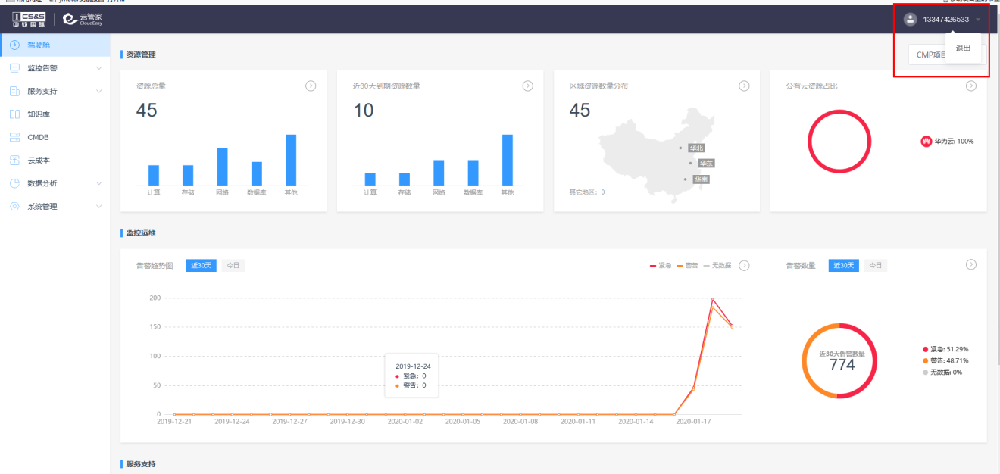 CS&S
中软国际
云管家
CloudEasy
13347426533
退出
CMP项目
驾驶舱
监控告警
服务支持
知识库
CMDB
云成本
数据分析
系统管理
资源管理
资源总量
45
计算 存储 网络 数据库 其他
近30天到期资源数量
10
计算 存储 网络 数据库 其他
区域资源数量分布
45
华北
华东
华南
其它地区：0
公有云资源占比
华为云: 100%
监控运维
告警趋势图 近30天 今日
紧急 警告 无数据
200
150
100
50
0
2019-12-24
紧急：0
警告：0
2019-12-21 2019-12-24 2019-12-27 2019-12-30 2020-01-02 2020-01-05 2020-01-08 2020-01-11 2020-01-14 2020-01-17
告警数量 近30天 今日
近30天告警数量
774
紧急: 51.29%
警告: 48.71%
无数据: 0%
服务支持